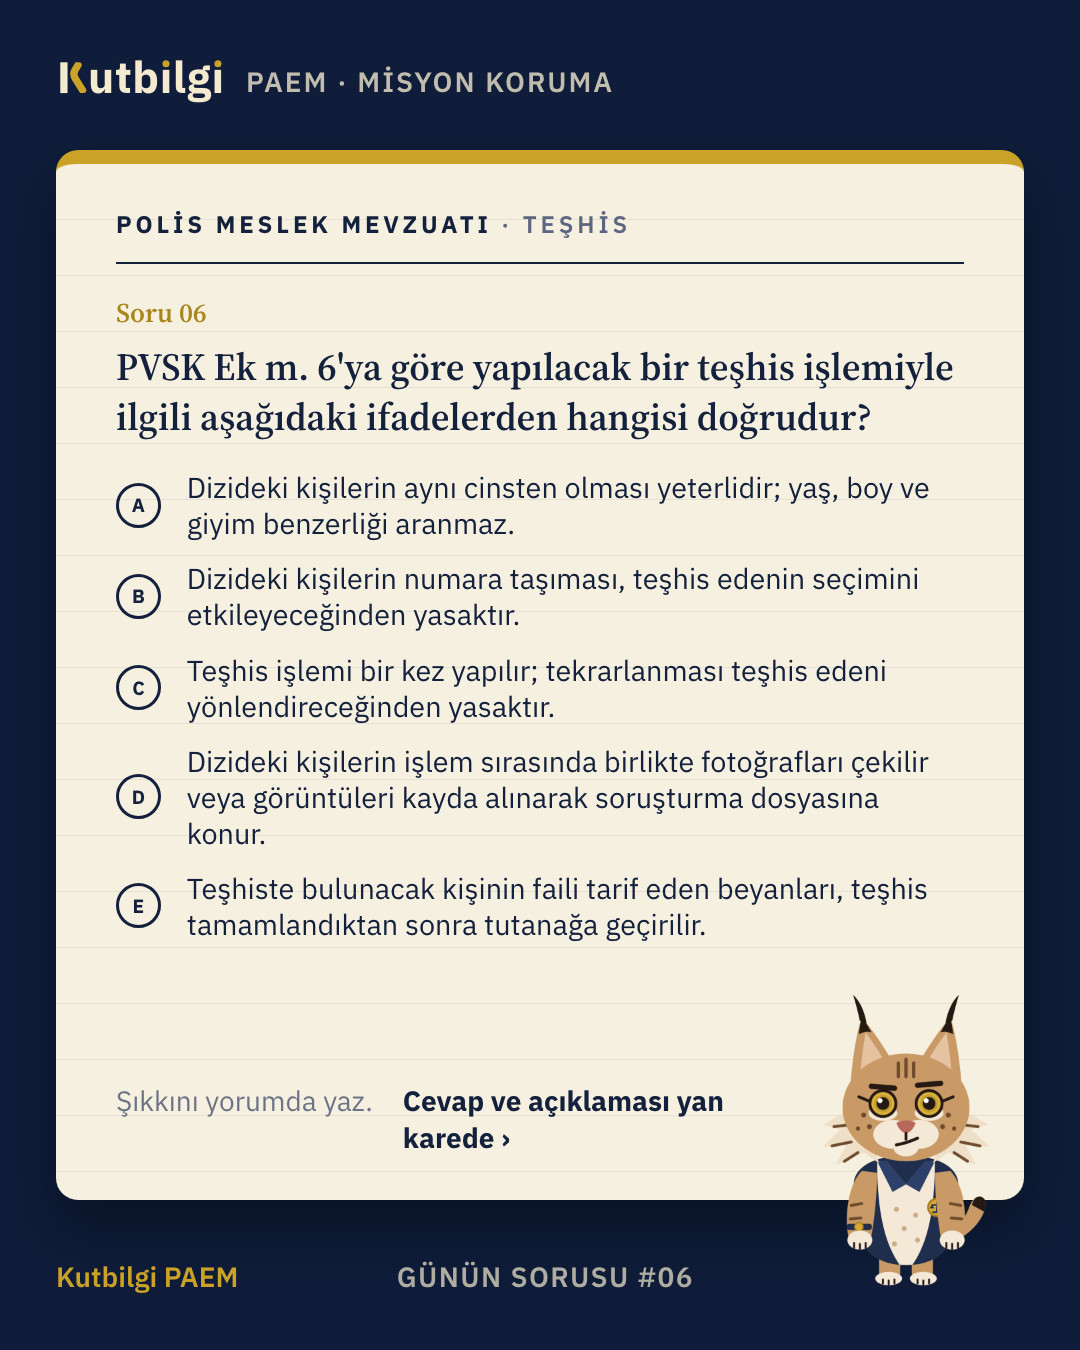 Kutbilgi PAEM · MİSYON KORUMA
POLİS MESLEK MEVZUATI · TEŞHİS
Soru 06
PVSK Ek m. 6'ya göre yapılacak bir teşhis işlemiyle
ilgili aşağıdaki ifadelerden hangisi doğrudur?
A Dizideki kişilerin aynı cinsten olması yeterlidir; yaş, boy ve
giyim benzerliği aranmaz.
B Dizideki kişilerin numara taşıması, teşhis edenin seçimini
etkileyeceğinden yasaktır.
C Teşhis işlemi bir kez yapılır; tekrarlanması teşhis edeni
yönlendireceğinden yasaktır.
D Dizideki kişilerin işlem sırasında birlikte fotoğrafları çekilir
veya görüntüleri kayda alınarak soruşturma dosyasına
konur.
E Teşhiste bulunacak kişinin faili tarif eden beyanları, teşhis
tamamlandıktan sonra tutanağa geçirilir.
Şıkkını yorumda yaz. Cevap ve açıklaması yan
karede ›
Kutbilgi PAEM GÜNÜN SORUSU #06